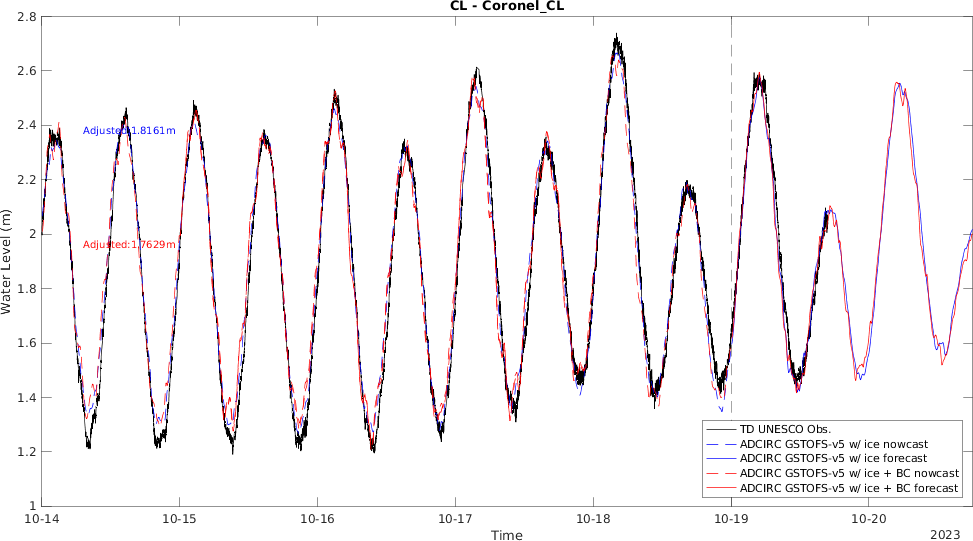 CL - Coronel_CL
2.8
2.6
2.4
2.2
2
1.8
1.6
1.4
1.2
1
Water Level (m)
Adjusted:1.8161m
Adjusted:1.7629m
TD UNESCO Obs.
ADCIRC GSTOFS-v5 w/ ice nowcast
ADCIRC GSTOFS-v5 w/ ice forecast
ADCIRC GSTOFS-v5 w/ ice + BC nowcast
ADCIRC GSTOFS-v5 w/ ice + BC forecast
10-14 10-15 10-16 10-17 10-18 10-19 10-20
Time
2023